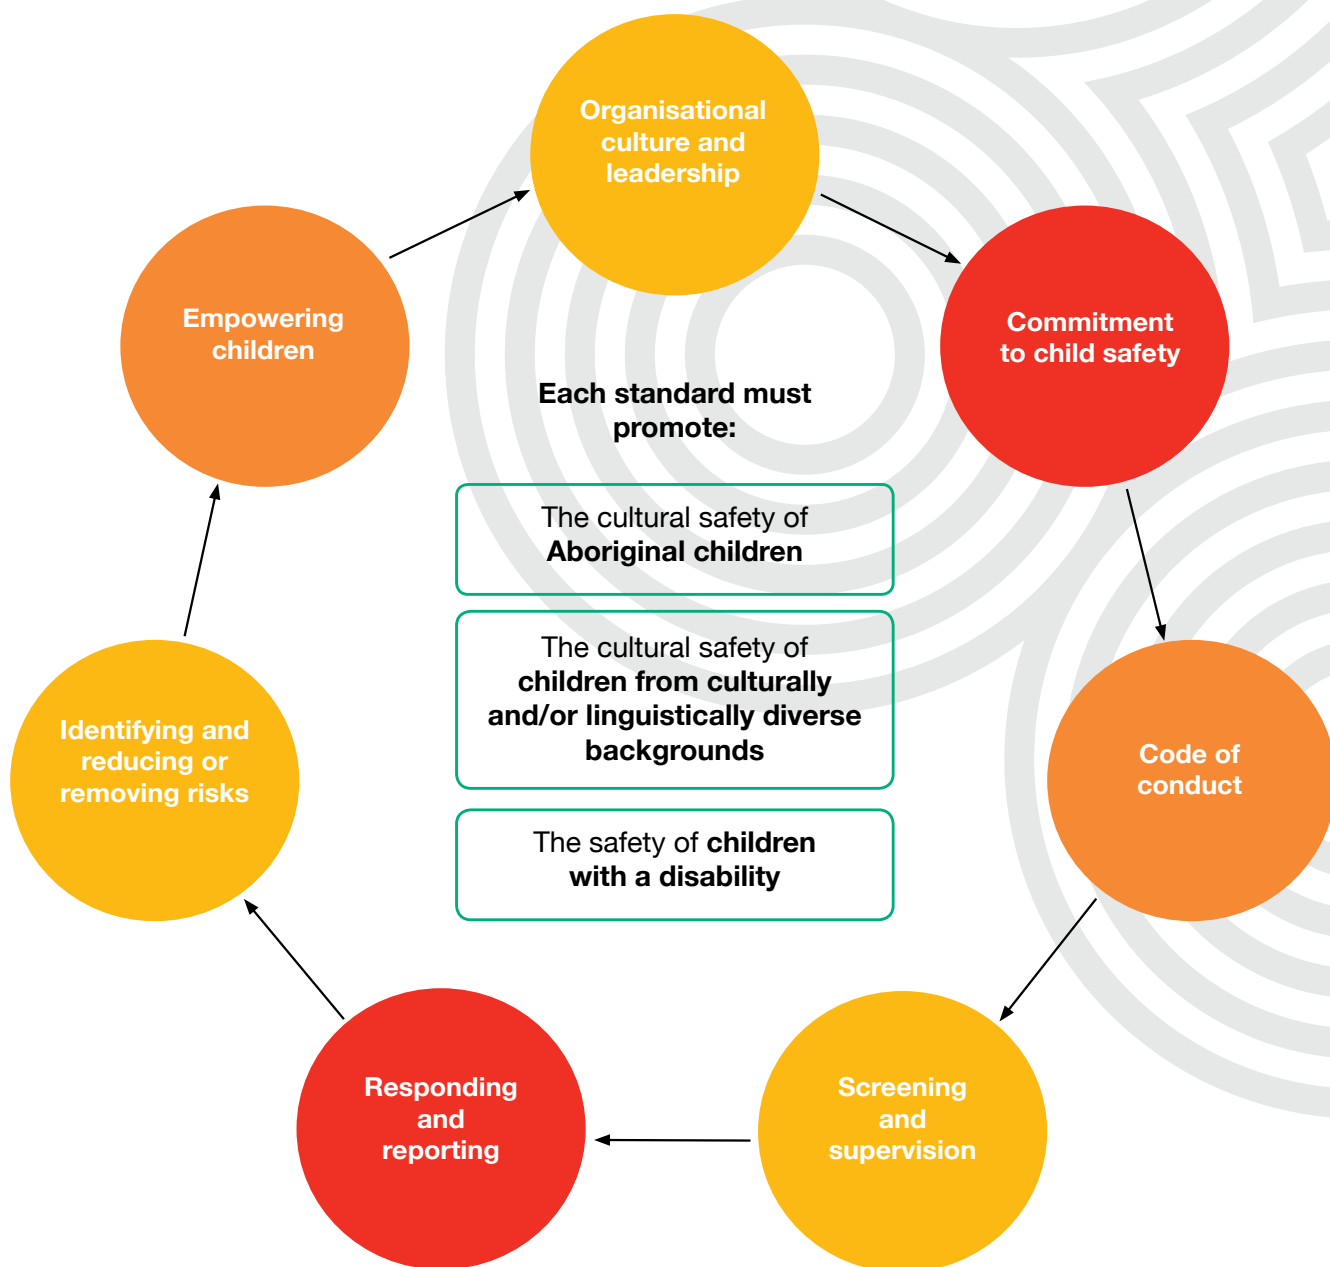 Organisational
culture and
leadership
Commitment
to child safety
Code of
conduct
Screening
and
supervision
Responding
and
reporting
Identifying and
reducing or
removing risks
Empowering
children
Each standard must
promote:
The cultural safety of
Aboriginal children
The cultural safety of
children from culturally
and/or linguistically diverse
backgrounds
The safety of children
with a disability